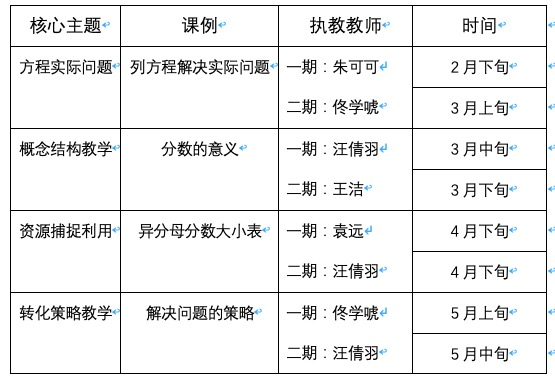 核心主题 课例 执教教师 时间
方程实际问题 列方程解决实际问题 一期：朱可可 2月下旬
二期：佟学唬 3月上旬
概念结构教学 分数的意义 一期：汪倩羽 3月中旬
二期：王洁 3月下旬
资源捕捉利用 异分母分数大小表 一期：袁远 4月下旬
二期：汪倩羽 4月下旬
转化策略教学 解决问题的策略 一期：佟学唬 5月上旬
二期：汪倩羽 5月中旬